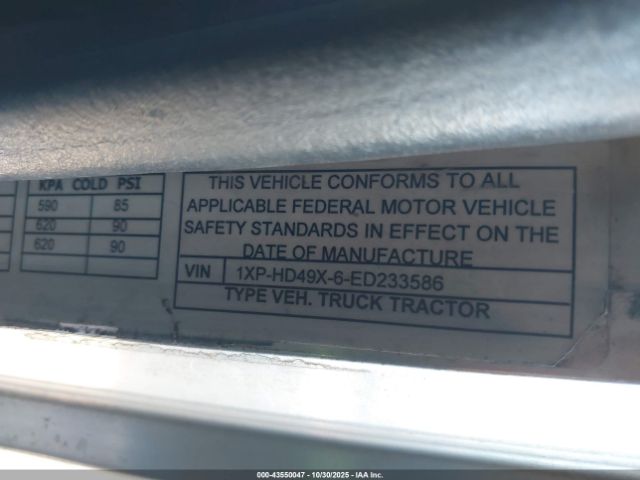 KPA COLD PSI
590 85
620 90
620 90
THIS VEHICLE CONFORMS TO ALL
APPLICABLE FEDERAL MOTOR VEHICLE
SAFETY STANDARDS IN EFFECT ON THE
DATE OF MANUFACTURE
VIN 1XP-HD49X-6-ED233586
TYPE VEH. TRUCK TRACTOR
000-43550047 | 10/30/2025 | IAA Inc.